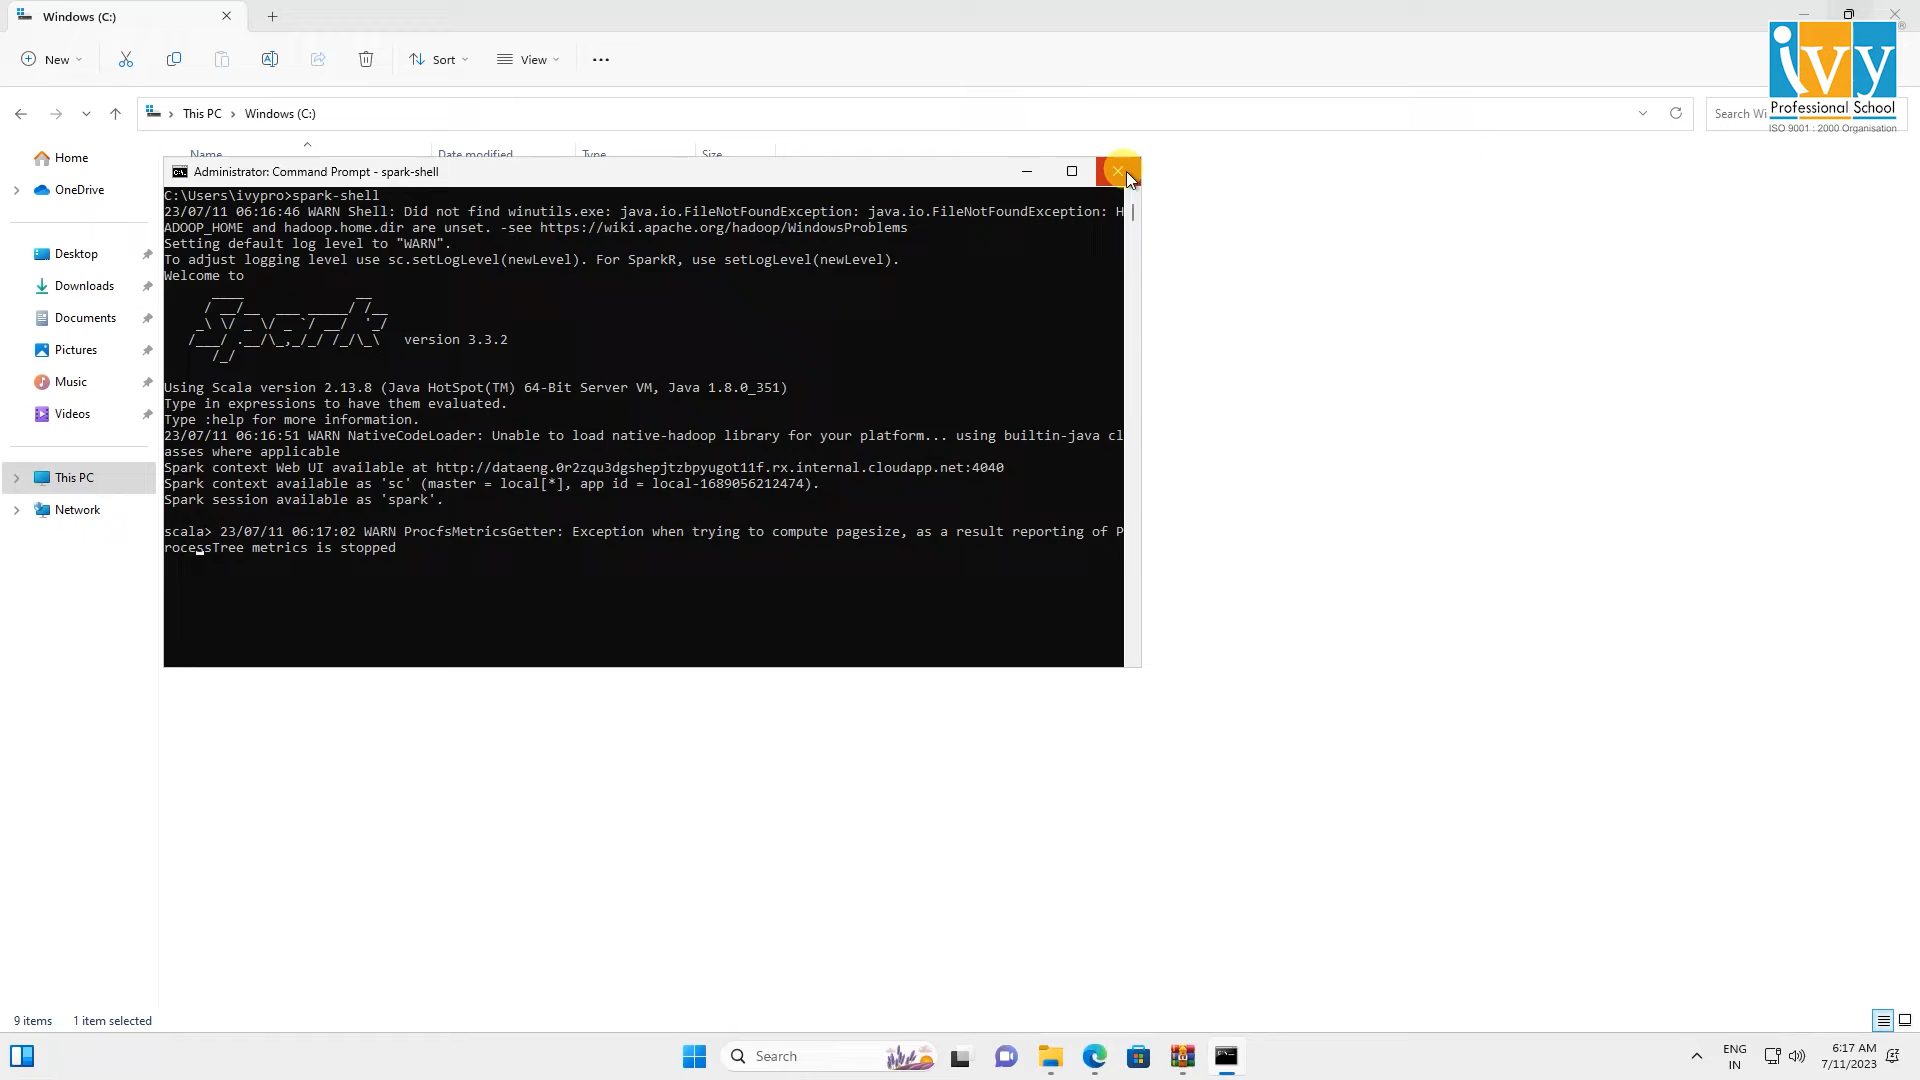 Windows (C:)
New
Sort
View
This PC > Windows (C:)
Search Wi
ivy
Professional School
ISO 9001 : 2000 Organisation
Home
OneDrive
Desktop
Downloads
Documents
Pictures
Music
Videos
This PC
Network
Name Date modified Type Size
Administrator: Command Prompt - spark-shell
C:\Users\ivypro>spark-shell
23/07/11 06:16:46 WARN Shell: Did not find winutils.exe: java.io.FileNotFoundException: java.io.FileNotFoundException: H
ADOOP_HOME and hadoop.home.dir are unset. -see https://wiki.apache.org/hadoop/WindowsProblems
Setting default log level to "WARN".
To adjust logging level use sc.setLogLevel(newLevel). For SparkR, use setLogLevel(newLevel).
Welcome to
Spark version 3.3.2
Using Scala version 2.13.8 (Java HotSpot(TM) 64-Bit Server VM, Java 1.8.0_351)
Type in expressions to have them evaluated.
Type :help for more information.
23/07/11 06:16:51 WARN NativeCodeLoader: Unable to load native-hadoop library for your platform... using builtin-java cl
asses where applicable
Spark context Web UI available at http://dataeng.0r2zqu3dgshepjtzbpyugot11f.rx.internal.cloudapp.net:4040
Spark context available as 'sc' (master = local[*], app id = local-1689056212474).
Spark session available as 'spark'.
scala> 23/07/11 06:17:02 WARN ProcfsMetricsGetter: Exception when trying to compute pagesize, as a result reporting of P
rocessTree metrics is stopped
9 items 1 item selected
Search
ENG
IN
6:17 AM
7/11/2023